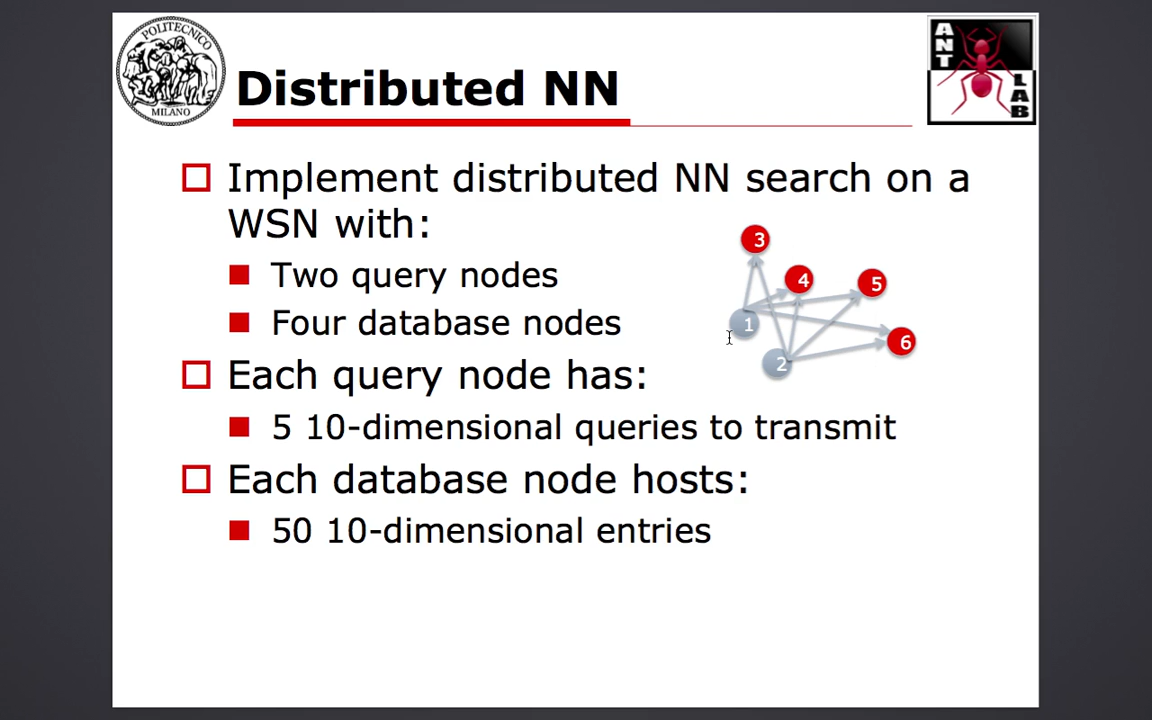 POLITECNICO
MILANO
Distributed NN
ANT
LAB
Implement distributed NN search on a
WSN with:
Two query nodes
Four database nodes
3
4
5
1
6
2
Each query node has:
5 10-dimensional queries to transmit
Each database node hosts:
50 10-dimensional entries